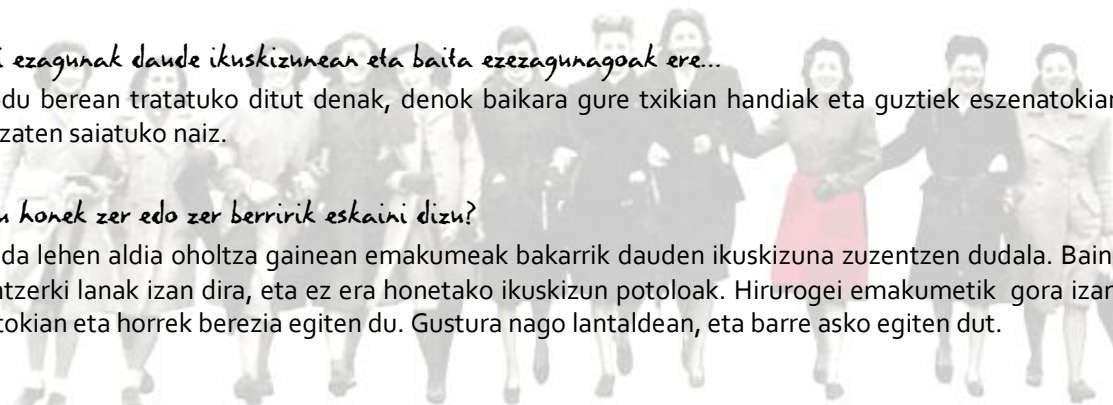 ezagunak daude ikuskizunean eta baita ezezagunagoak ere...
du berean tratatuko ditut denak, denok baikara gure txikian handiak eta guztiek eszenatokian
zaten saiatuko naiz.
honek zer edo zer berririk eskaini dizu?
da lehen aldia oholtza gainean emakumeak bakarrik dauden ikuskizuna zuzentzen dudala. Bain
ntzerki lanak izan dira, eta ez era honetako ikuskizun potoloak. Hirurogei emakumetik gora izan
tokian eta horrek berezia egiten du. Gustura nago lantaldean, eta barre asko egiten dut.